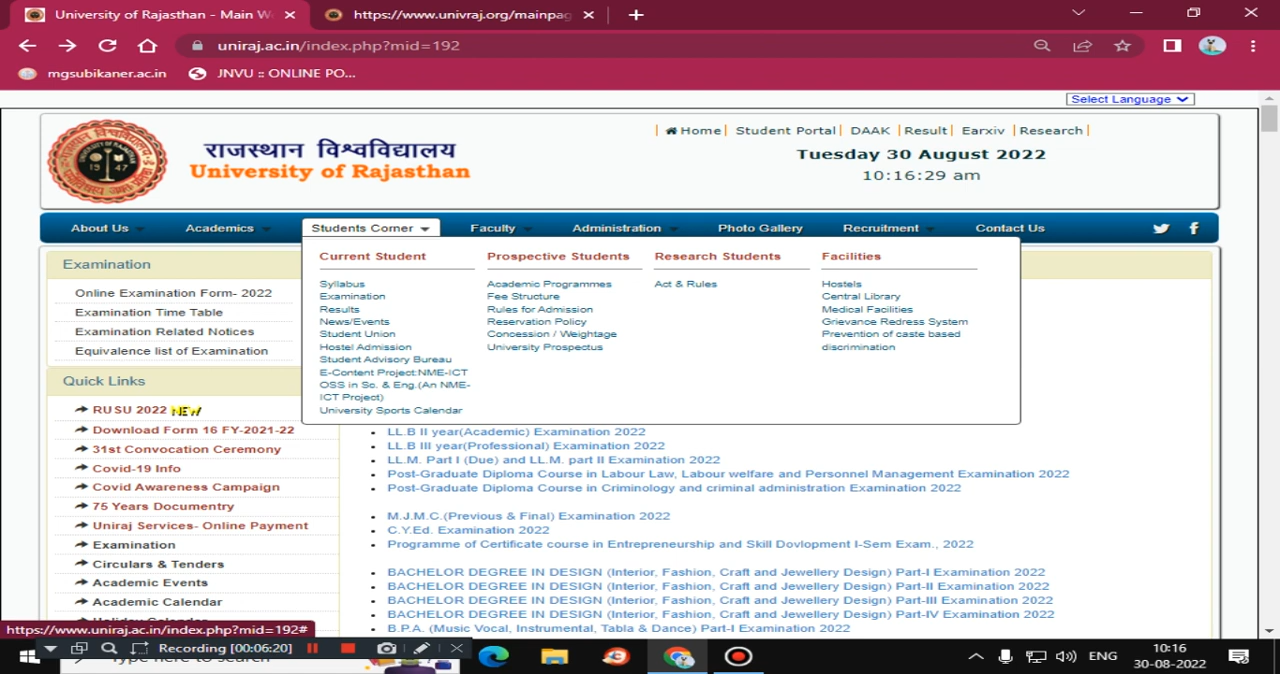 University of Rajasthan - Main W
https://www.univraj.org/mainpag
uniraj.ac.in/index.php?mid=192
mgsubikaner.ac.in
JNVU :: ONLINE PO...
Select Language
राजस्थान विश्वविद्यालय
University of Rajasthan
1947
Home| Student Portal| DAAK |Result| Earxiv |Research|
Tuesday 30 August 2022
10:16:29 am
About Us Academics Students Corner Faculty Administration Photo Gallery Recruitment Contact Us
Examination
Online Examination Form- 2022
Examination Time Table
Examination Related Notices
Equivalence list of Examination
Quick Links
RUSU 2022 NEW
Download Form 16 FY-2021-22
31st Convocation Ceremony
Covid-19 Info
Covid Awareness Campaign
75 Years Documentry
Uniraj Services- Online Payment
Examination
Circulars & Tenders
Academic Events
Academic Calendar
Current Student
Syllabus
Examination
Results
News/Events
Student Union
Hostel Admission
Student Advisory Bureau
E-Content Project:NME-ICT
OSS in Sc. & Eng.(An NME-
ICT Project)
University Sports Calendar
Prospective Students
Academic Programmes
Fee Structure
Rules for Admission
Reservation Policy
Concession / Weightage
University Prospectus
Research Students
Act & Rules
Facilities
Hostels
Central Library
Medical Facilities
Grievance Redress System
Prevention of caste based
discrimination
LL.B II year(Academic) Examination 2022
LL.B III year(Professional) Examination 2022
LL.M. Part I (Due) and LL.M. part II Examination 2022
Post-Graduate Diploma Course in Labour Law, Labour welfare and Personnel Management Examination 2022
Post-Graduate Diploma Course in Criminology and criminal administration Examination 2022
M.J.M.C.(Previous & Final) Examination 2022
C.Y.Ed. Examination 2022
Programme of Certificate course in Entrepreneurship and Skill Dovlopment I-Sem Exam., 2022
BACHELOR DEGREE IN DESIGN (Interior, Fashion, Craft and Jewellery Design) Part-I Examination 2022
BACHELOR DEGREE IN DESIGN (Interior, Fashion, Craft and Jewellery Design) Part-II Examination 2022
BACHELOR DEGREE IN DESIGN (Interior, Fashion, Craft and Jewellery Design) Part-III Examination 2022
BACHELOR DEGREE IN DESIGN (Interior, Fashion, Craft and Jewellery Design) Part-IV Examination 2022
B.P.A. (Music Vocal, Instrumental, Tabla & Dance) Part-I Examination 2022
https://www.uniraj.ac.in/index.php?mid=192#
Recording [00:06:20]
Type here to search
ENG
10:16
30-08-2022